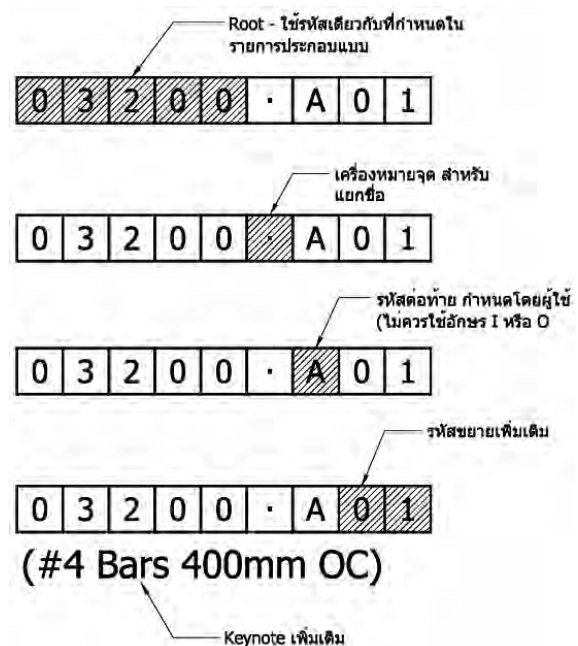 Root - ใช้รหัสเดียวกับที่กำหนดใน
รายการประกอบแบบ
0 3 2 0 0 . A 0 1
เครื่องหมายจุด สำหรับ
แยกชื่อ
0 3 2 0 0 . A 0 1
รหัสต่อท้าย กำหนดโดยผู้ใช้
(ไม่ควรใช้อักษร I หรือ O
0 3 2 0 0 . A 0 1
รหัสขยายเพิ่มเติม
0 3 2 0 0 . A 0 1
(#4 Bars 400mm OC)
Keynote เพิ่มเติม